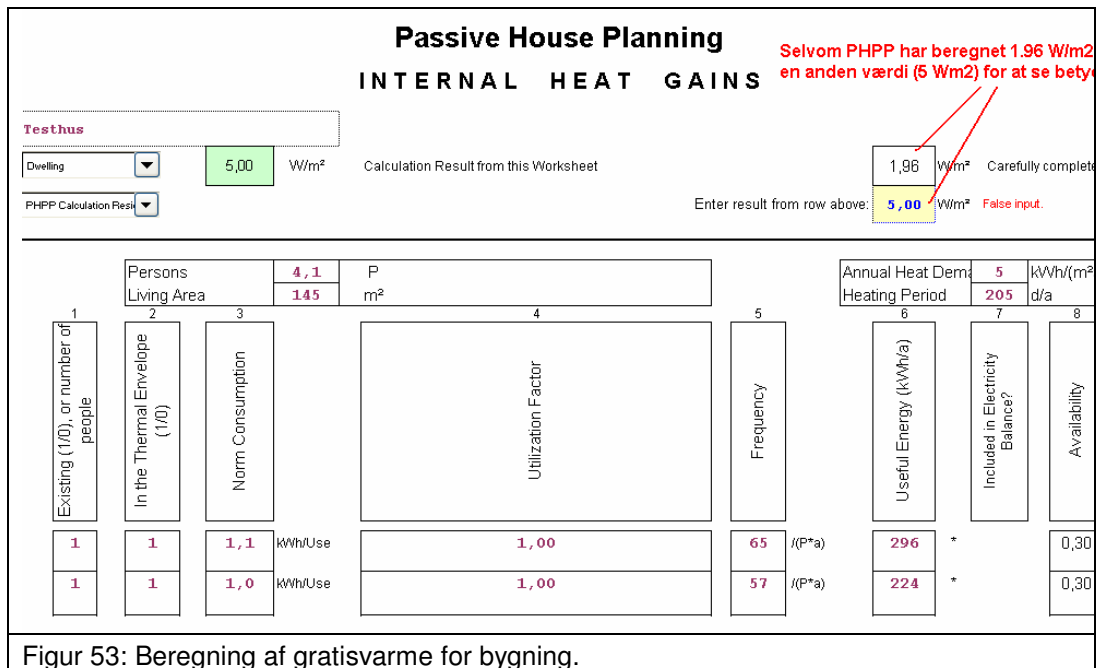 Passive House Planning
INTERNAL HEAT GAINS
Selvom PHPP har beregnet 1.96 W/m2
en anden værdi (5 Wm2) for at se
Testhus
Dwelling 5,00 W/m² Calculation Result from this Worksheet 1,96 W/m² Carefully complete
PHPP Calculation Enter result from row above: 5,00 W/m² False input.
Persons 4,1 P Annual Heat
Living Area 145 m² Heating Period 205 d/a
5 kWh/(m²
1 2 3 4 5 6 7 8
Existing (1/0), or number of
people
In the Thermal Envelope
(1/0)
Norm Consumption
Utilization Factor
Frequency
Useful Energy (kWh/a)
Included in Electricity
Balance?
Availability
1 1 1,1 kWh/Use 1,00 65 /(P*a) 296 * 0,30
1 1 1,0 kWh/Use 1,00 57 /(P*a) 224 * 0,30
Figur 53: Beregning af gratisvarme for bygning.